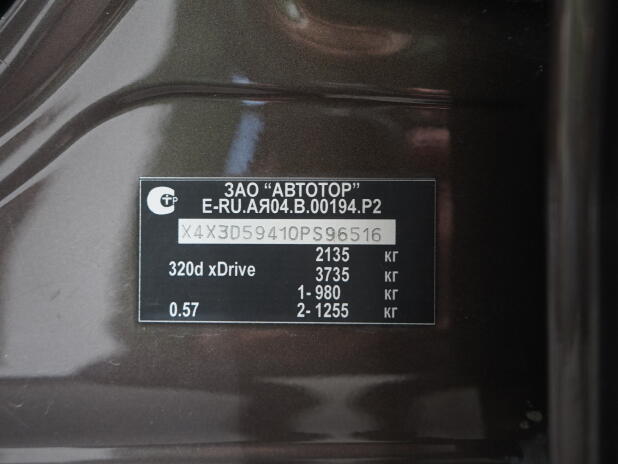 ЗАО “АВТОТОР”
E-RU.АЯ04.B.00194.P2
X4X3D59410PS96516
2135 кг
320d xDrive
3735 кг
1- 980 кг
0.57 2- 1255 кг